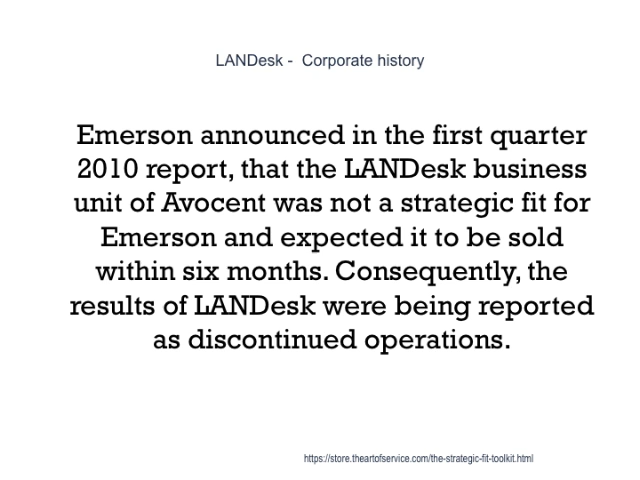 LANDesk -  Corporate history
Emerson announced in the first quarter
2010 report, that the LANDesk business
unit of Avocent was not a strategic fit for
Emerson and expected it to be sold
within six months. Consequently, the
results of LANDesk were being reported
as discontinued operations.
https://store.theartofservice.com/the-strategic-fit-toolkit.html